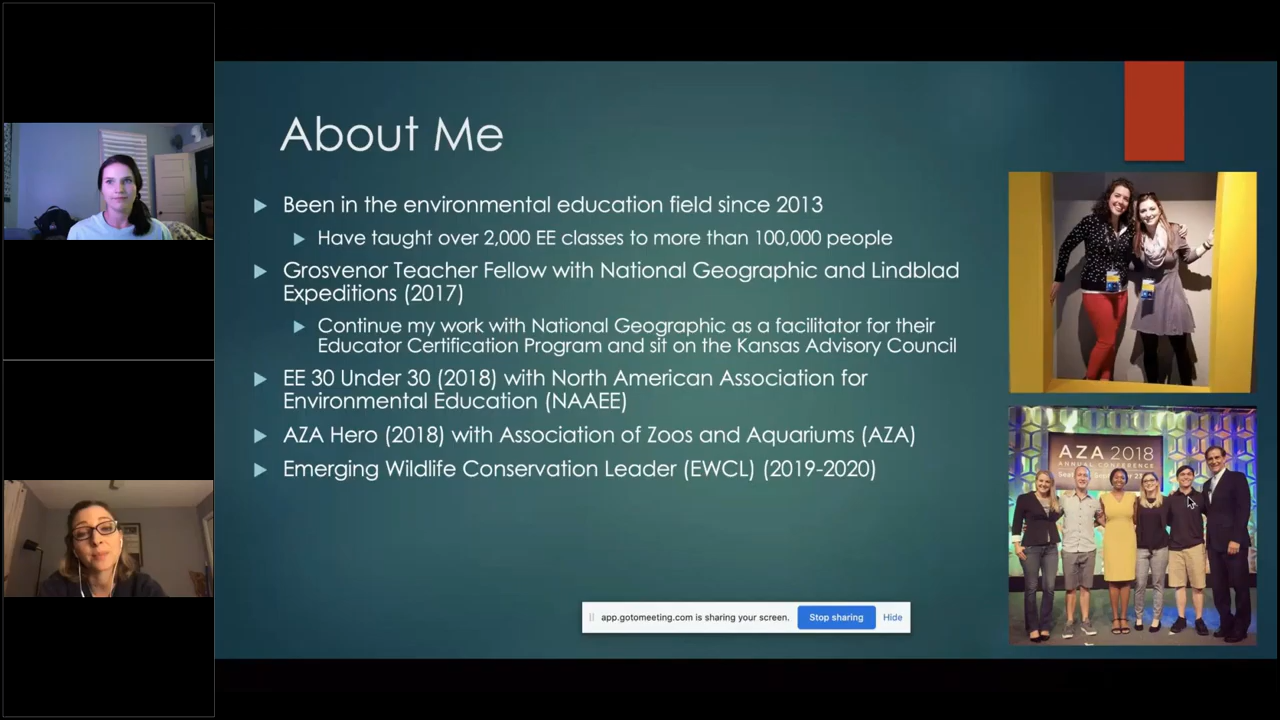 About Me
Been in the environmental education field since 2013
Have taught over 2,000 EE classes to more than 100,000 people
Grosvenor Teacher Fellow with National Geographic and Lindblad
Expeditions (2017)
Continue my work with National Geographic as a facilitator for their
Educator Certification Program and sit on the Kansas Advisory Council
EE 30 Under 30 (2018) with North American Association for
Environmental Education (NAAEE)
AZA Hero (2018) with Association of Zoos and Aquariums (AZA)
Emerging Wildlife Conservation Leader (EWCL) (2019-2020)
AZA 2018
ANNUAL CONFERENCE
app.gotomeeting.com is sharing your screen.
Stop sharing
Hide